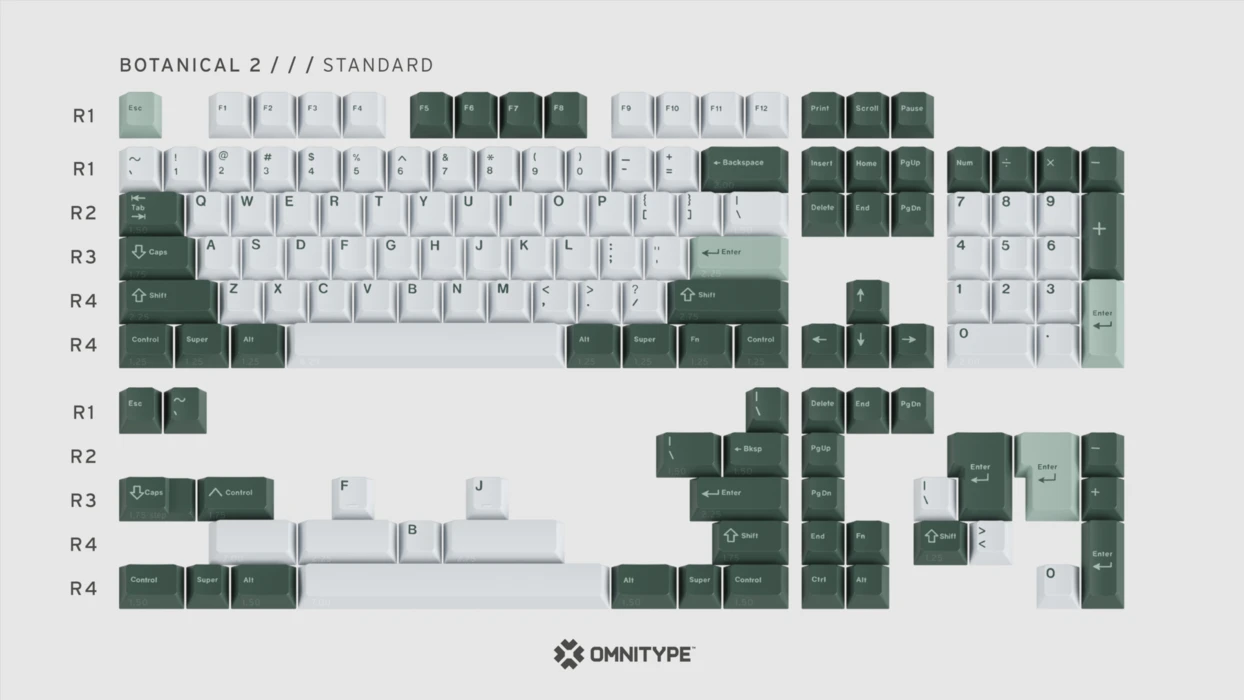 BOTANICAL 2 / / / STANDARD
R1 Esc F1 F2 F3 F4 F5 F6 F7 F8 F9 F10 F11 F12 Print Scroll Pause
R1 ~ ` ! 1 @ 2 # 3 $ 4 % 5 ^ 6 & 7 * 8 ( 9 ) 0 _ - + = ← Backspace Insert Home PgUp Num ÷ × −
R2 Tab Q W E R T Y U I O P { [ } ] | \ Delete End PgDn 7 8 9 +
R3 Caps A S D F G H J K L : ; " ' Enter 4 5 6
R4 Shift Z X C V B N M < , > . ? / Shift ↑ 1 2 3 Enter
R4 Control Super Alt Alt Super Fn Control ← ↓ → 0 .
R1 Esc ~ ` | \ Delete End PgDn
R2 | \ ← Bksp PgUp Enter Enter −
R3 Caps Control F J Enter PgDn | \ +
R4 B Shift End Fn Shift > < Enter
R4 Control Super Alt Alt Super Control Ctrl Alt 0
OMNITYPE™